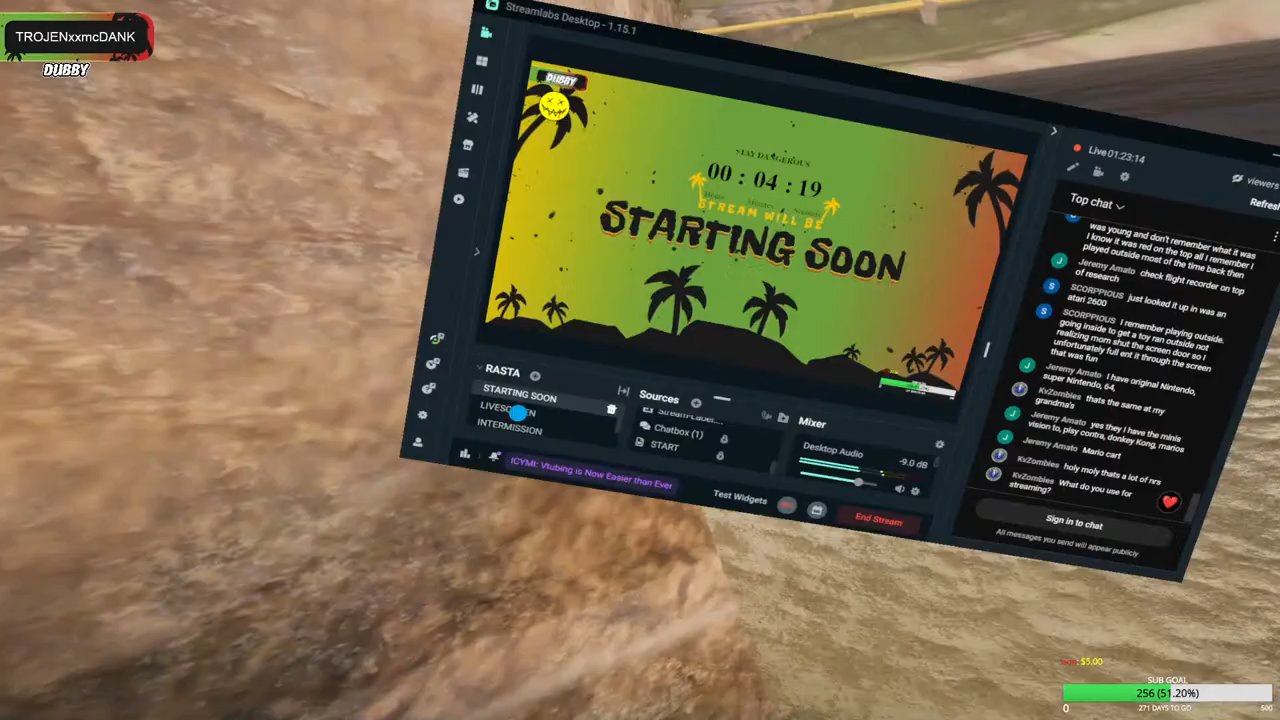 TROJENxxmcDANK
DUBBY
Streamlabs Desktop - 1.15.1
DUBBY
STAY DANGEROUS
00 : 04 : 19
STREAM WILL BE
STARTING SOON
Live 01:23:14
viewers
Refresh
Top chat
was young and don't remember what it was
I know it was red on the top all I remember I
played outside most of the time back then
Jeremy Amato check flight recorder on top
of research
SCORPPIOUS just looked it up in was an
atari 2600
SCORPPIOUS I remember playing outside.
going inside to get a toy ran outside not
realizing mom shut the screen door so I
unfortunately full ent it through the screen
that was fun
Jeremy Amato I have original Nintendo,
super Nintendo, 64,
KvZombies thats the same at my
grandma's
Jeremy Amato yes they I have the minis
vision to, play contra, donkey Kong, marios
Jeremy Amato Mario cart
KvZombies holy moly thats a lot of nrs
KvZombies What do you use for
streaming?
Sign in to chat
All messages you send will appear publicly
RASTA
STARTING SOON
INTERMISSION
Sources
Stream-Label...
Chatbox (1)
START
Mixer
Desktop Audio
-9.0 dB
ICYMI: Vtubing is Now Easier than Ever
Test Widgets
End Stream
: $5.00
SUB GOAL
256 (51.20%)
0
271 DAYS TO GO
500